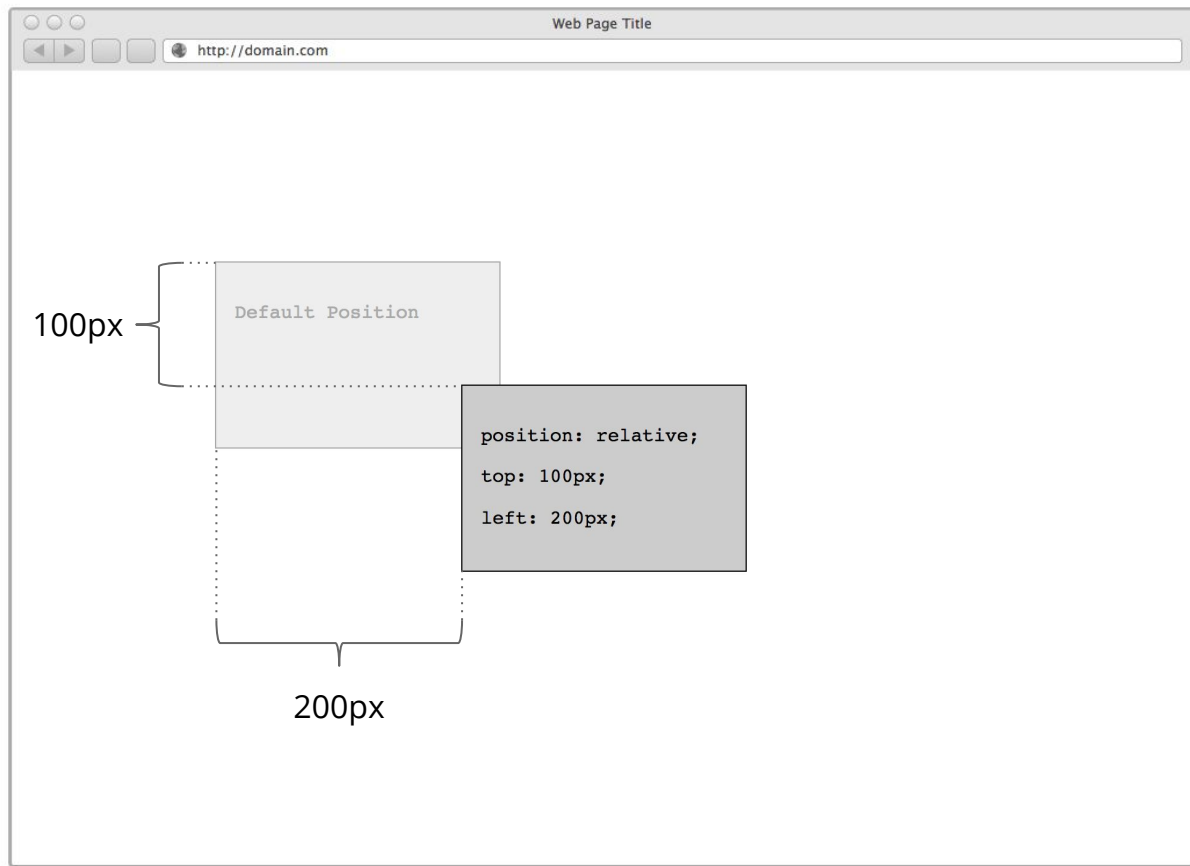 Web Page Title
http://domain.com
Default Position
100px
position: relative;
top: 100px;
left: 200px;
200px